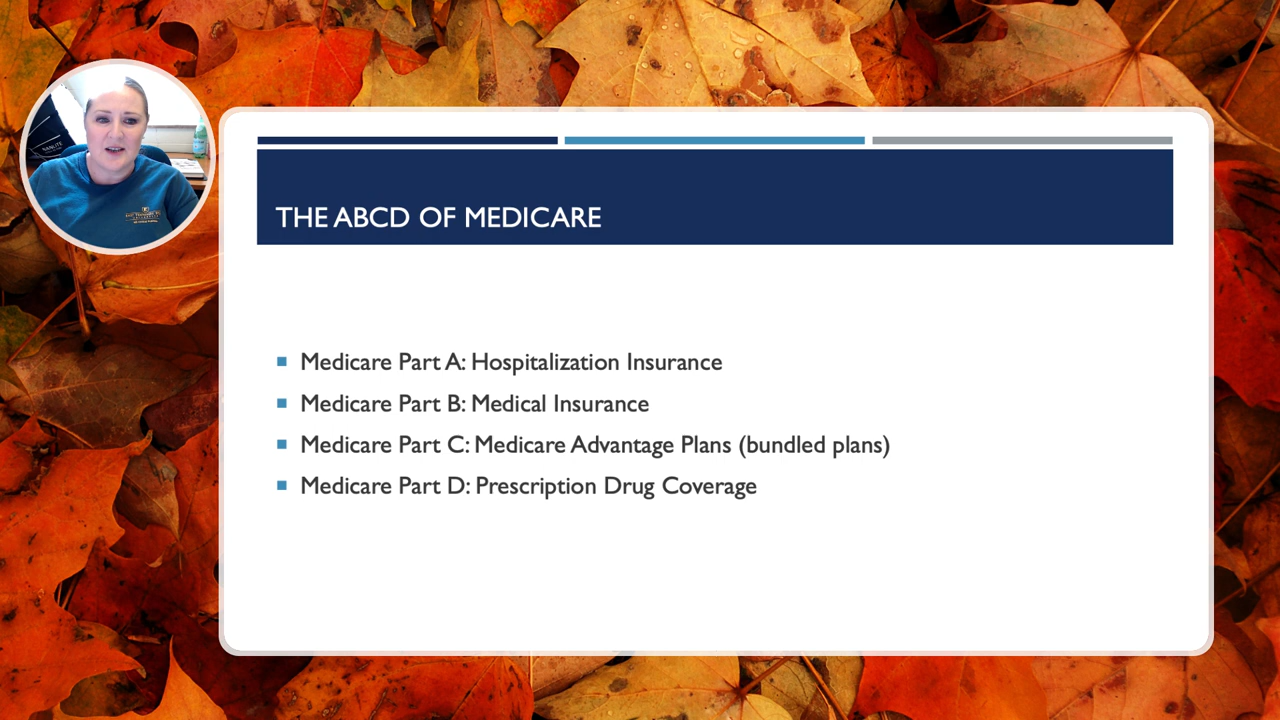 THE ABCD OF MEDICARE
Medicare Part A: Hospitalization Insurance
Medicare Part B: Medical Insurance
Medicare Part C: Medicare Advantage Plans (bundled plans)
Medicare Part D: Prescription Drug Coverage